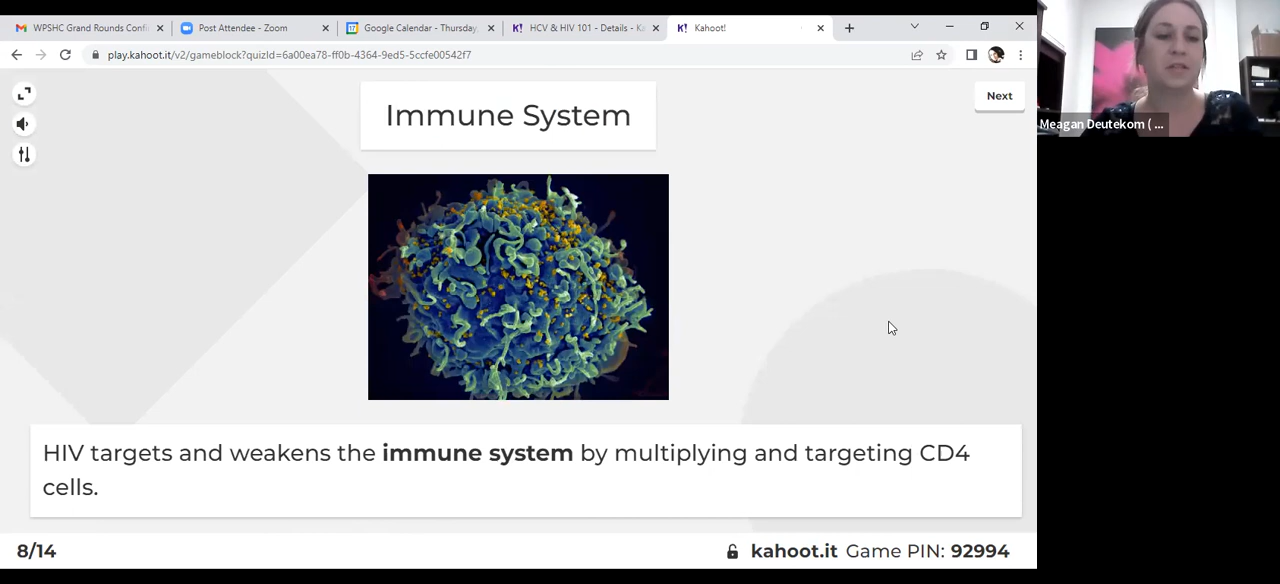 WPSHC Grand Rounds Confi
Post Attendee - Zoom
Google Calendar - Thursday,
HCV & HIV 101 - Details - Ka
Kahoot!
play.kahoot.it/v2/gameblock?quizId=6a00ea78-ff0b-4364-9ed5-5ccfe00542f7
Immune System
Next
Meagan Deutekom ( ...
HIV targets and weakens the immune system by multiplying and targeting CD4
cells.
8/14
kahoot.it Game PIN: 92994